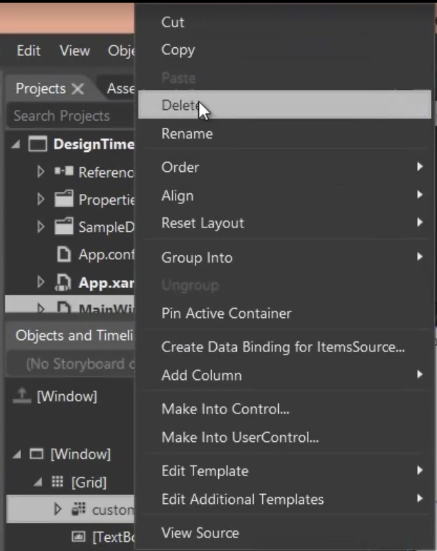 Cut
Copy
Paste
Delete
Rename
Order
Align
Reset Layout
Group Into
Ungroup
Pin Active Container
Create Data Binding for ItemsSource...
Add Column
Make Into Control...
Make Into UserControl...
Edit Template
Edit Additional Templates
View Source
Edit View Obje
Projects Asse
Search Projects
DesignTime
Referenc
Propertie
SampleD
App.conf
App.xar
MainWi
Objects and Timeli
(No Storyboard o
[Window]
[Window]
[Grid]
custom
[TextBo